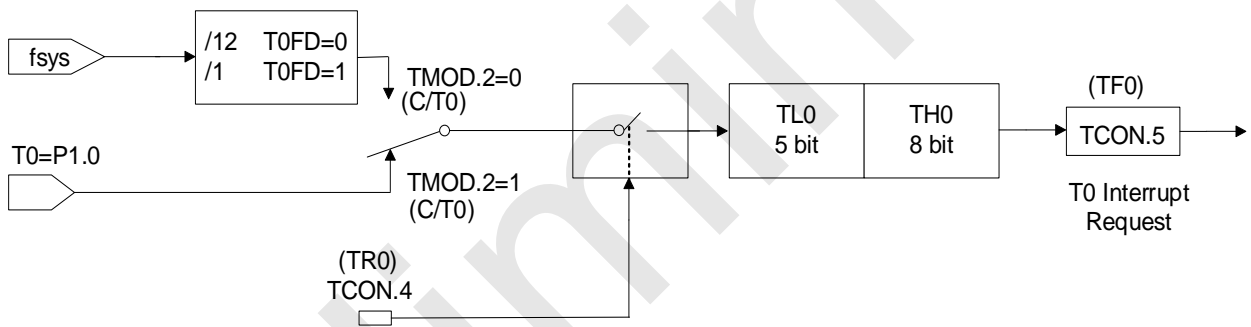 fsys
/12 T0FD=0
/1 T0FD=1
TMOD.2=0
(C/T0)
T0=P1.0
TMOD.2=1
(C/T0)
(TR0)
TCON.4
TL0
5 bit
TH0
8 bit
(TF0)
TCON.5
T0 Interrupt
Request